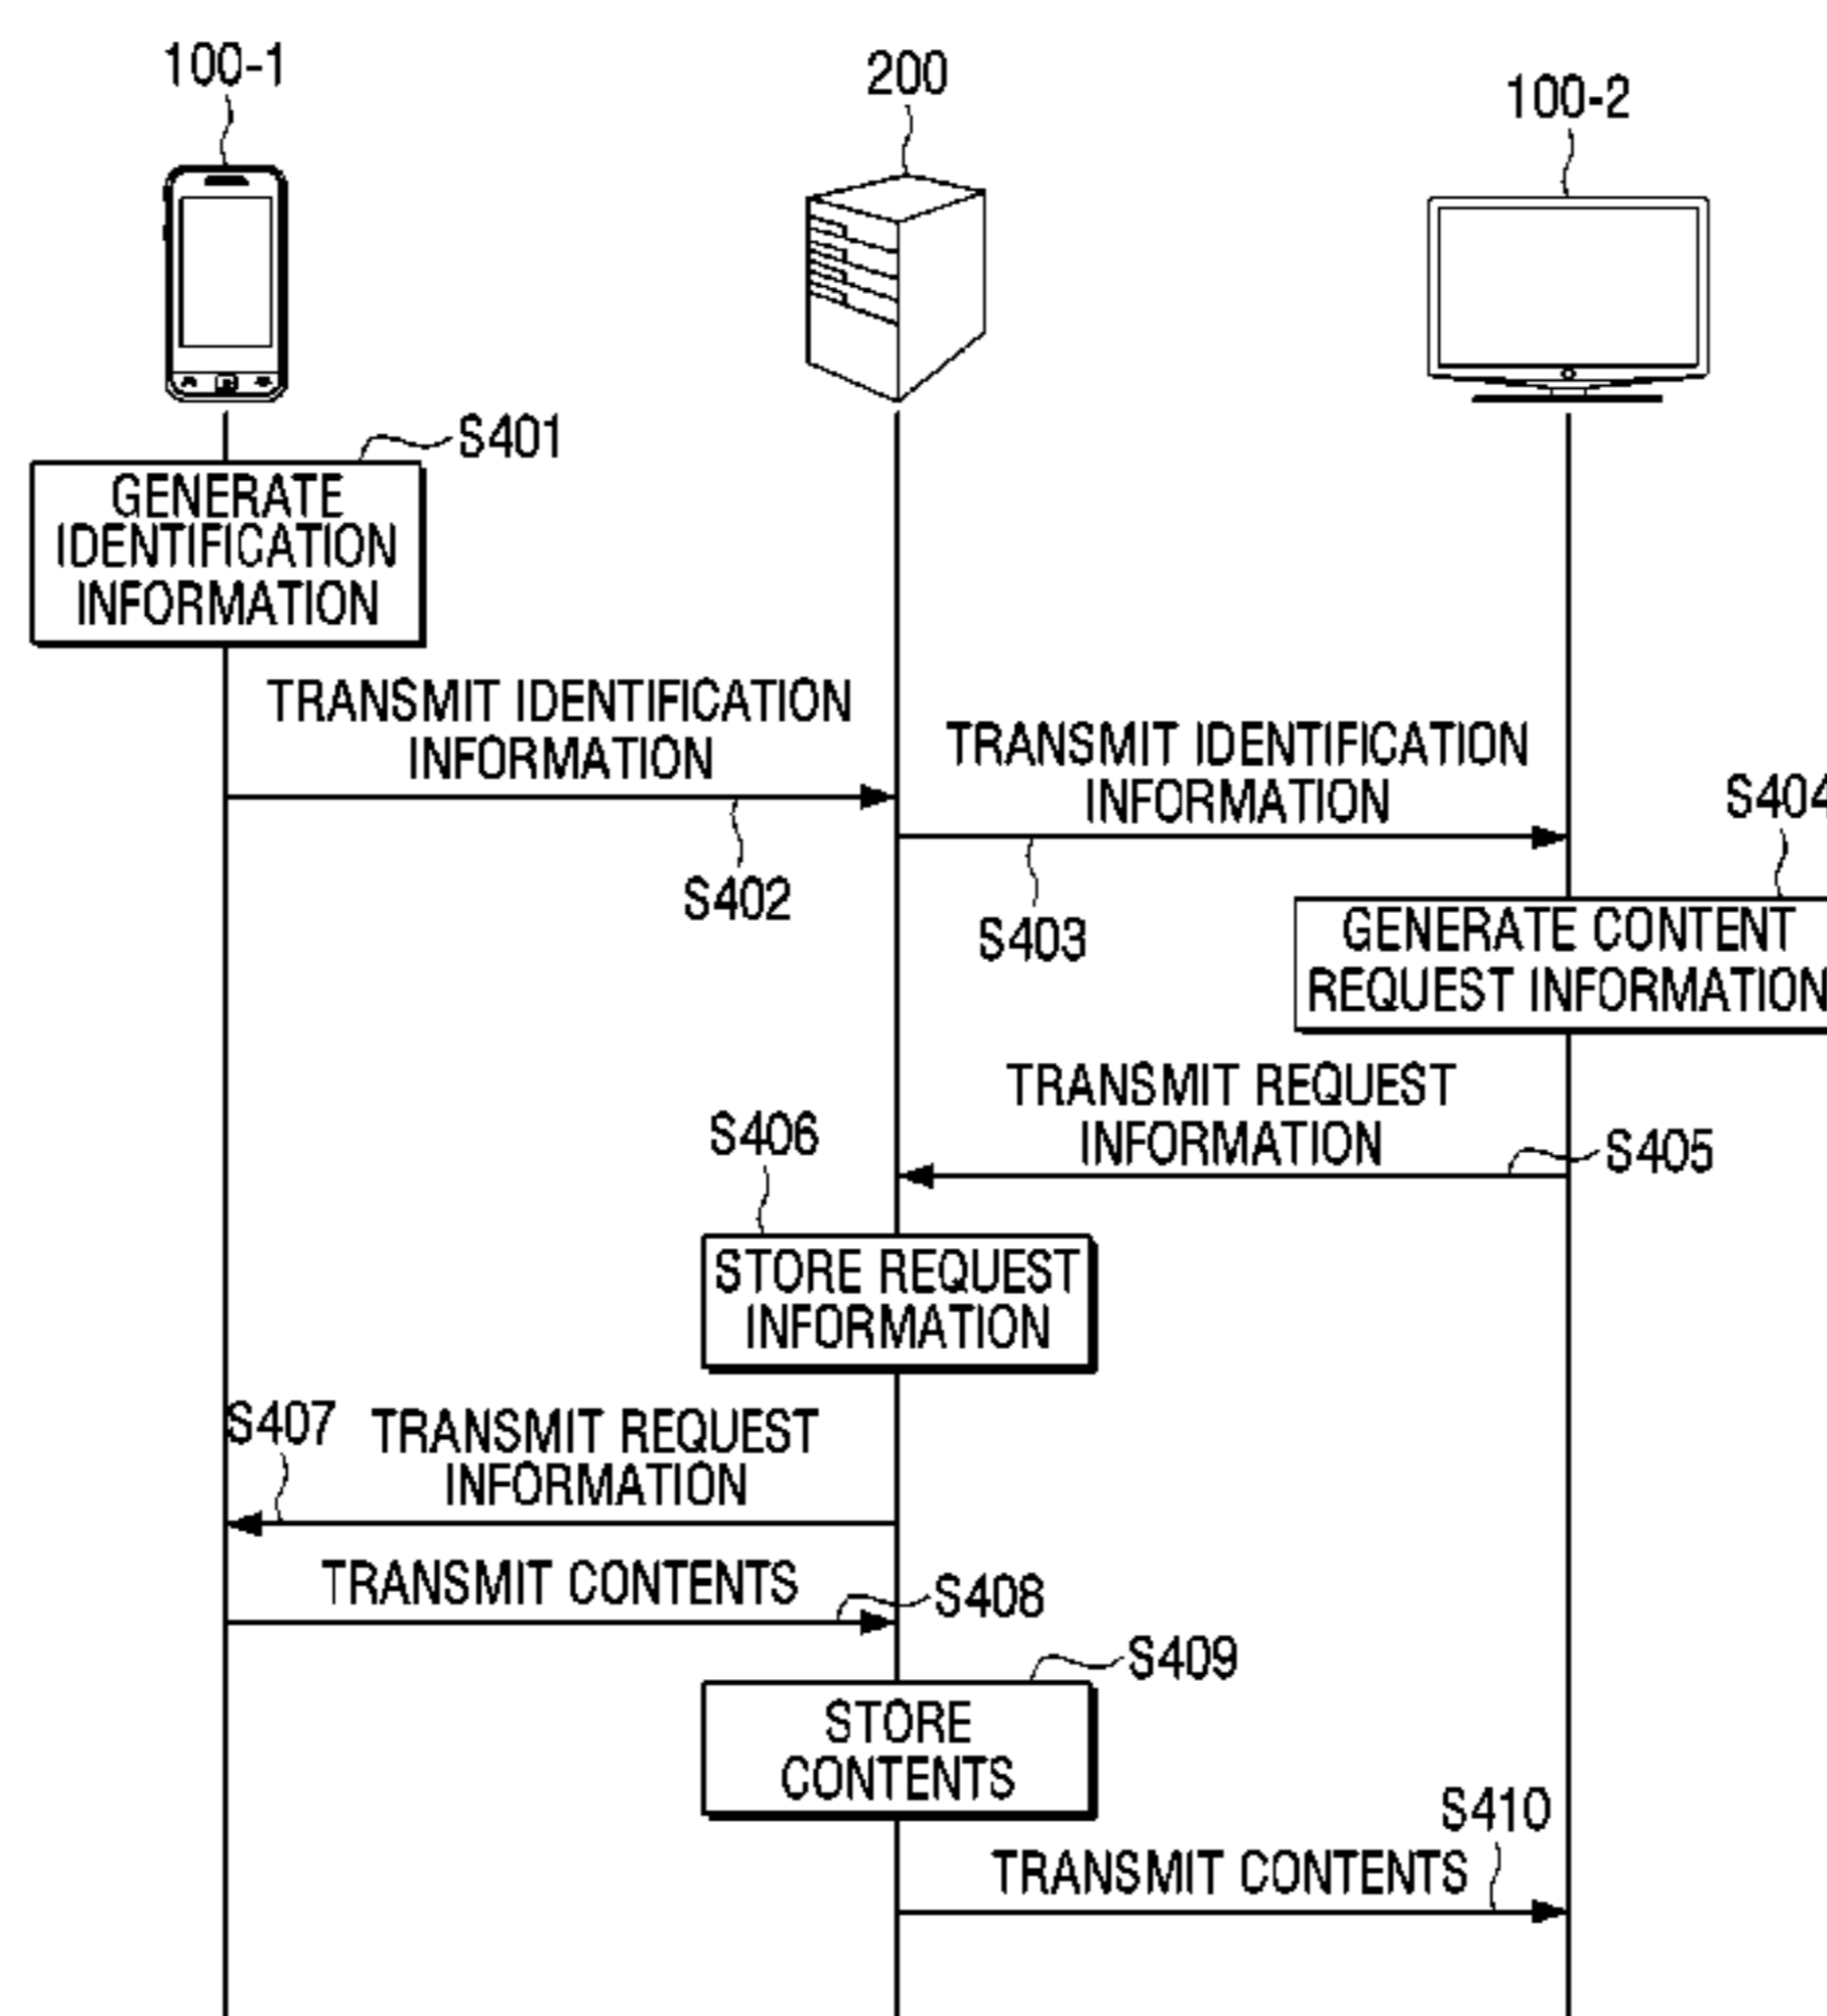 100-1
200
100-2
S401
GENERATE
IDENTIFICATION
INFORMATION
TRANSMIT IDENTIFICATION
INFORMATION
S402
TRANSMIT IDENTIFICATION
INFORMATION
S403
S404
GENERATE CONTENT
REQUEST INFORMATION
TRANSMIT REQUEST
INFORMATION
S405
S406
STORE REQUEST
INFORMATION
S407
TRANSMIT REQUEST
INFORMATION
TRANSMIT CONTENTS
S408
S409
STORE
CONTENTS
S410
TRANSMIT CONTENTS